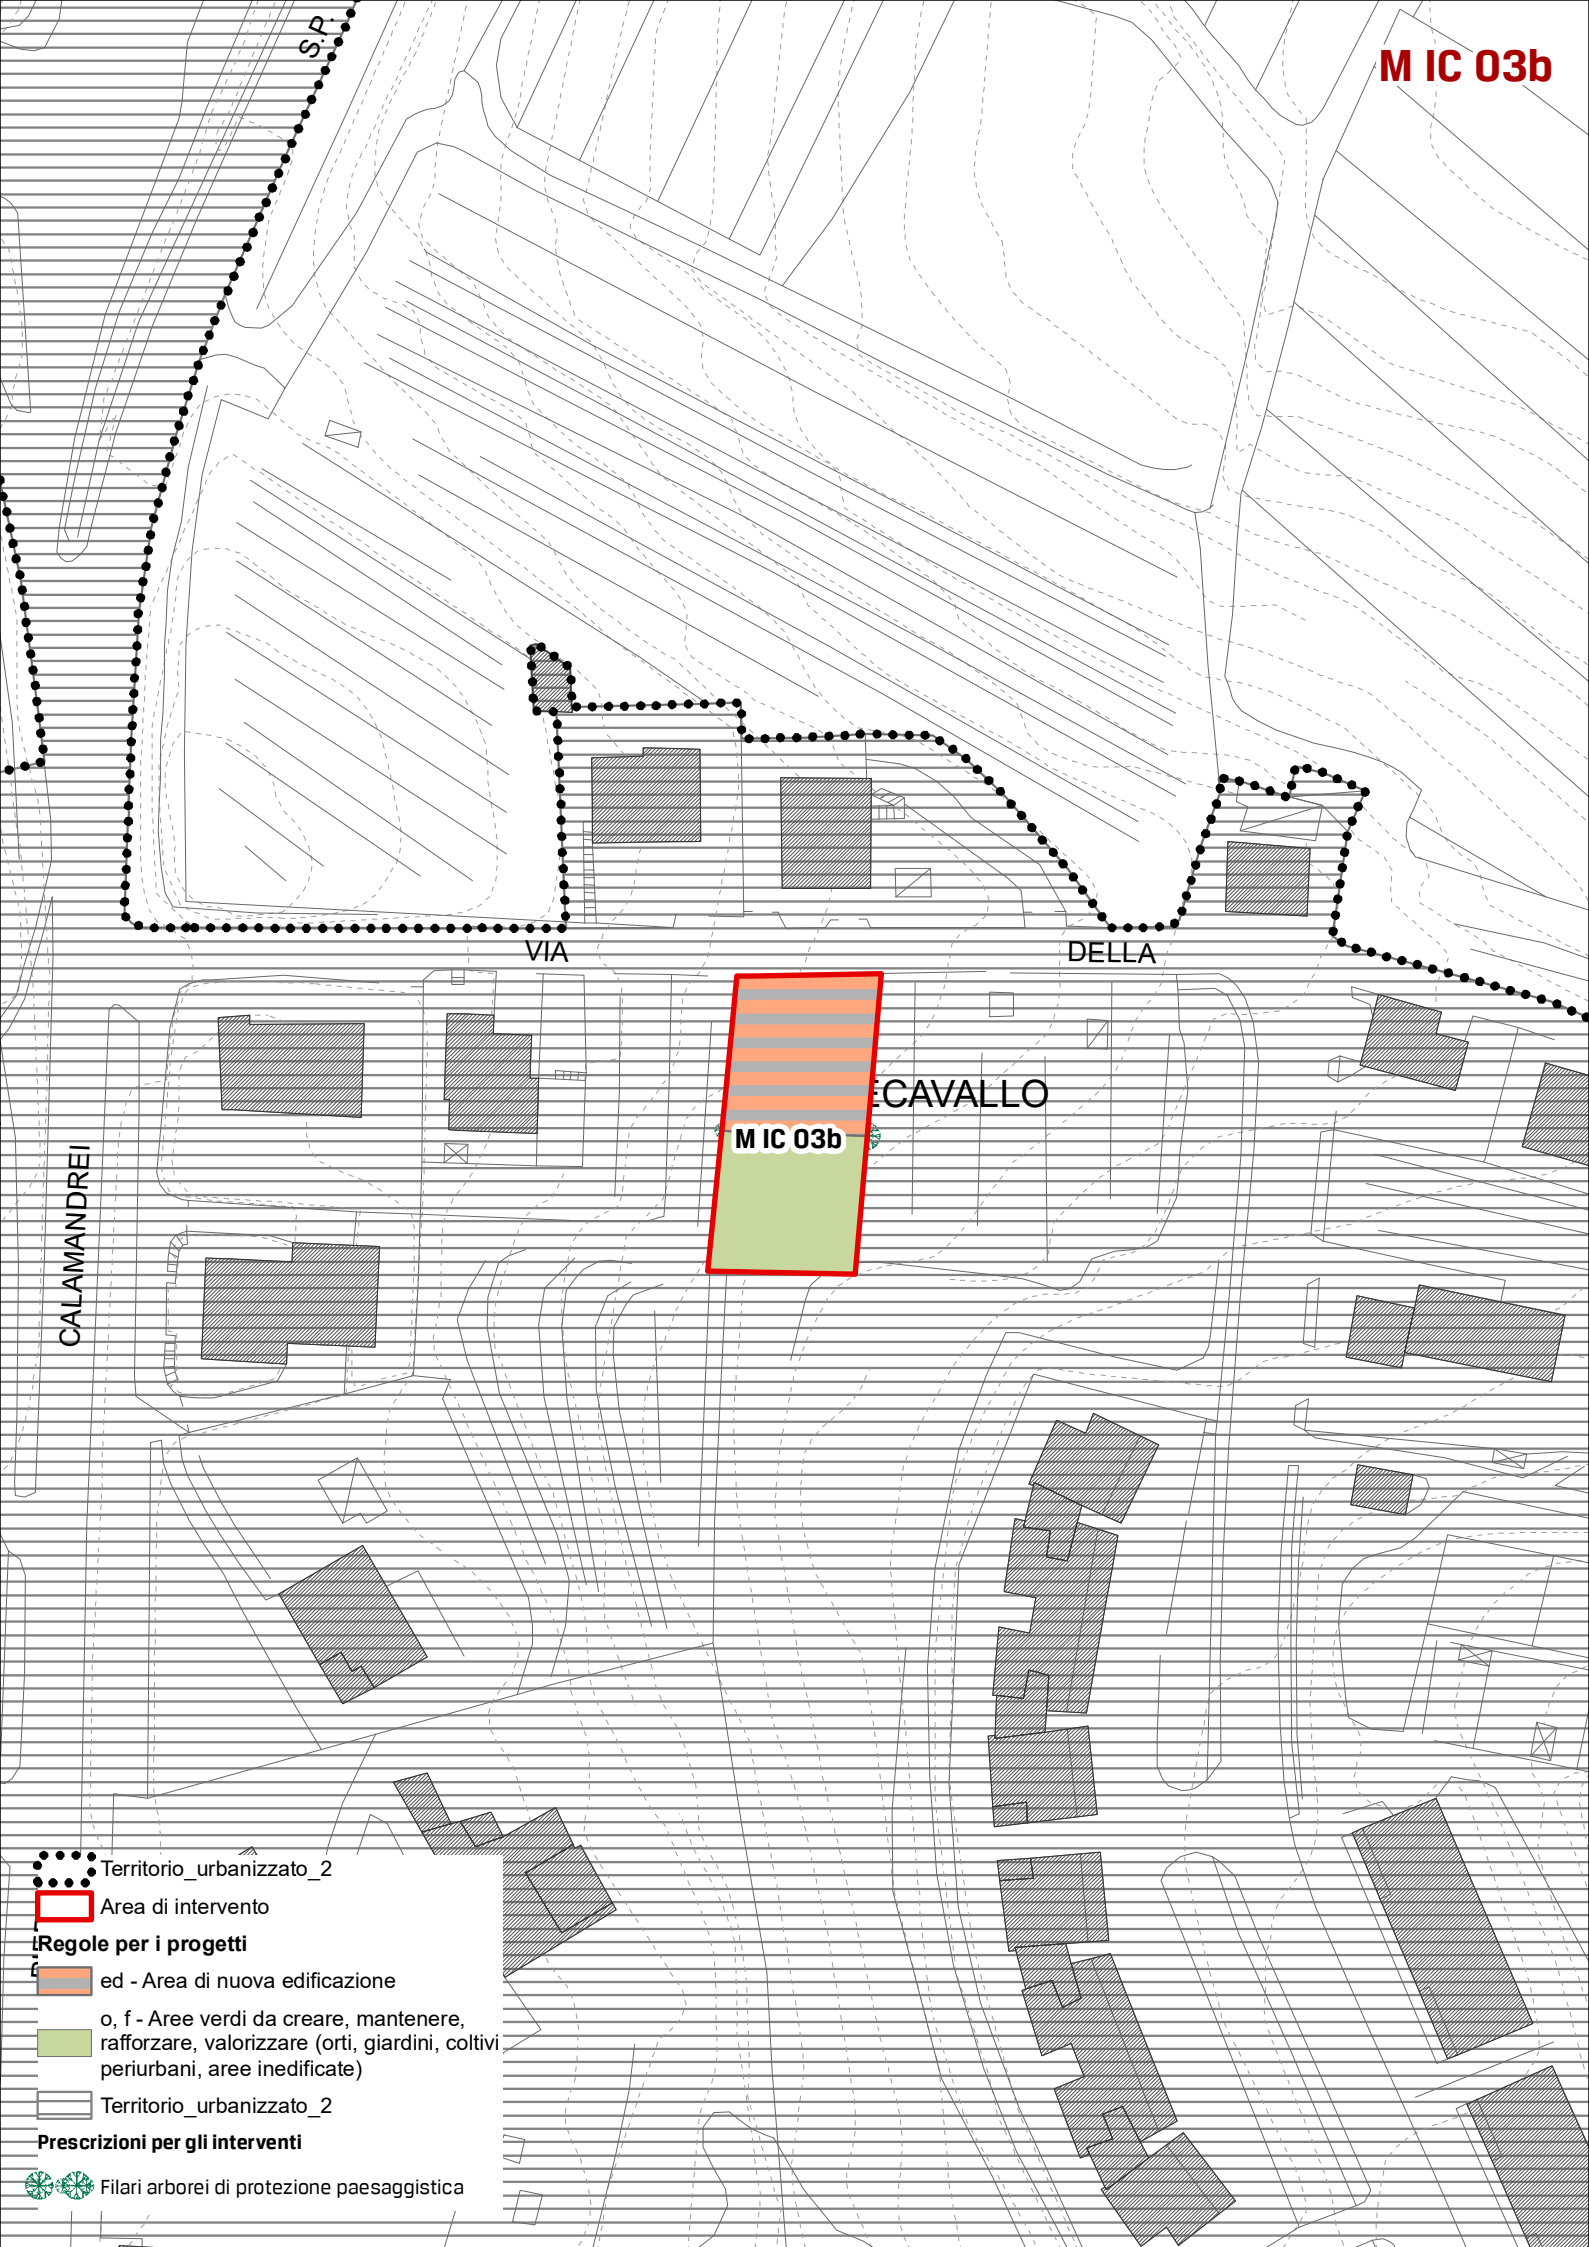 S.P.
M IC 03b
VIA
DELLA
ECAVALLO
M IC 03b
CALAMANDREI
Territorio_urbanizzato_2
Area di intervento
Regole per i progetti
ed - Area di nuova edificazione
o, f - Aree verdi da creare, mantenere,
rafforzare, valorizzare (orti, giardini, coltivi
periurbani, aree inedificate)
Territorio_urbanizzato_2
Prescrizioni per gli interventi
Filari arborei di protezione paesaggistica